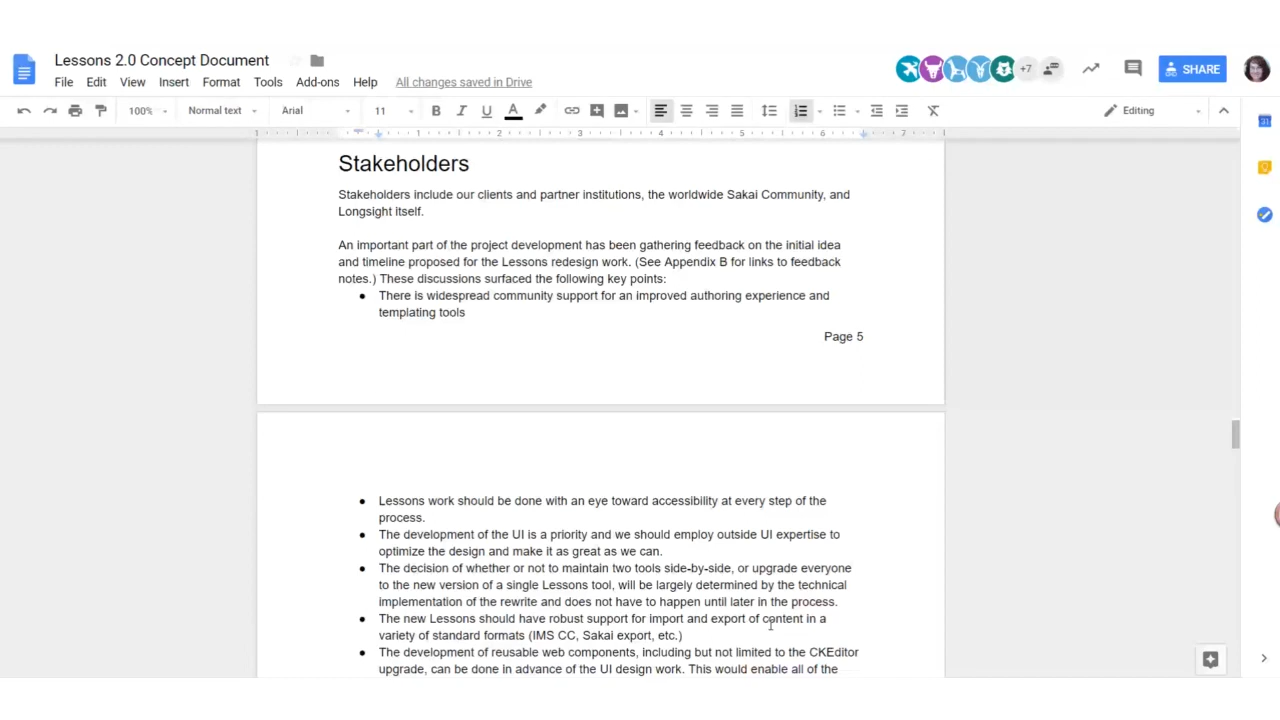 Lessons 2.0 Concept Document
File Edit View Insert Format Tools Add-ons Help All changes saved in Drive
+7
SHARE
100% Normal text Arial 11 B I U A Editing
1 1 2 3 4 5 6 7
31
Stakeholders
Stakeholders include our clients and partner institutions, the worldwide Sakai Community, and
Longsight itself.
An important part of the project development has been gathering feedback on the initial idea
and timeline proposed for the Lessons redesign work. (See Appendix B for links to feedback
notes.) These discussions surfaced the following key points:
● There is widespread community support for an improved authoring experience and
templating tools
Page 5
● Lessons work should be done with an eye toward accessibility at every step of the
process.
● The development of the UI is a priority and we should employ outside UI expertise to
optimize the design and make it as great as we can.
● The decision of whether or not to maintain two tools side-by-side, or upgrade everyone
to the new version of a single Lessons tool, will be largely determined by the technical
implementation of the rewrite and does not have to happen until later in the process.
● The new Lessons should have robust support for import and export of content in a
variety of standard formats (IMS CC, Sakai export, etc.)
● The development of reusable web components, including but not limited to the CKEditor
upgrade, can be done in advance of the UI design work. This would enable all of the